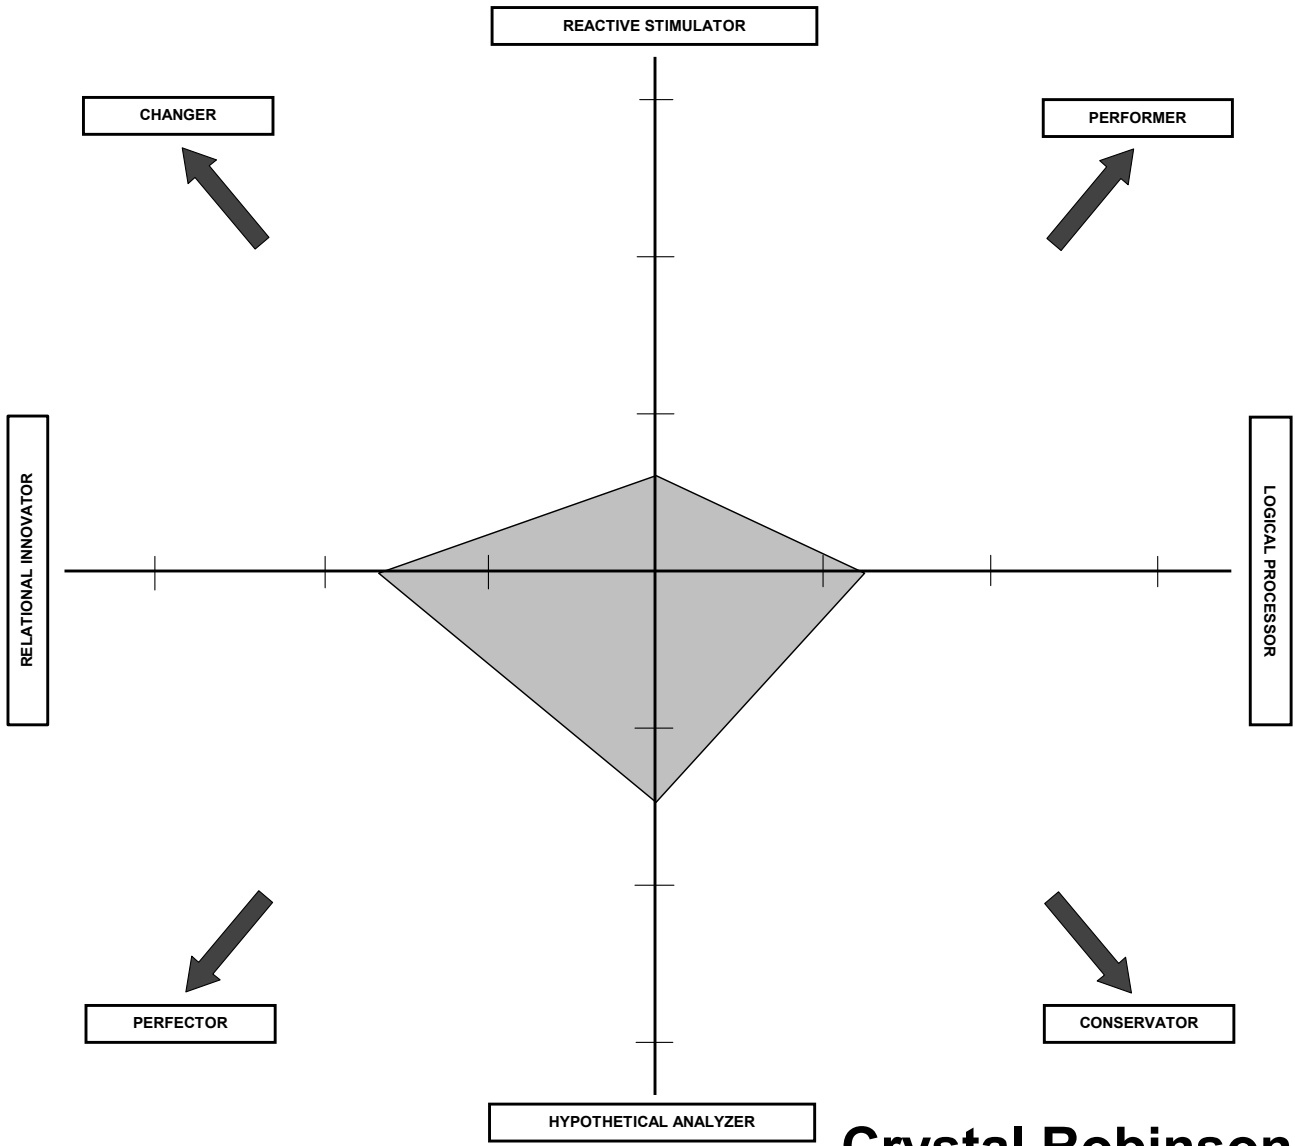 REACTIVE STIMULATOR
CHANGER
PERFORMER
RELATIONAL INNOVATOR
LOGICAL PROCESSOR
PERFECTOR
CONSERVATOR
HYPOTHETICAL ANALYZER
Crystal Robinson